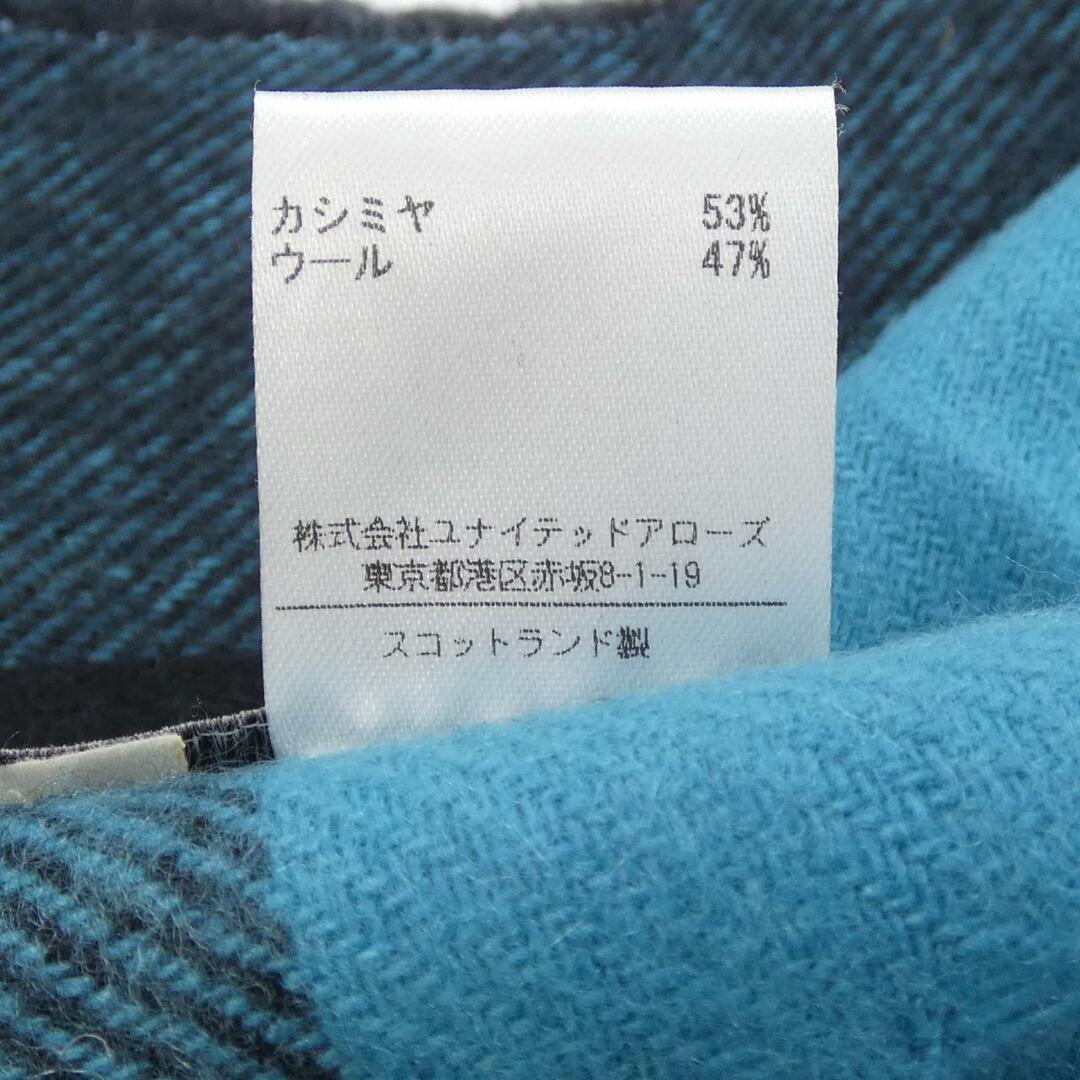 カシミヤ 53%
ウール 47%
株式会社ユナイテッドアローズ
東京都港区赤坂8-1-19
スコットランド製